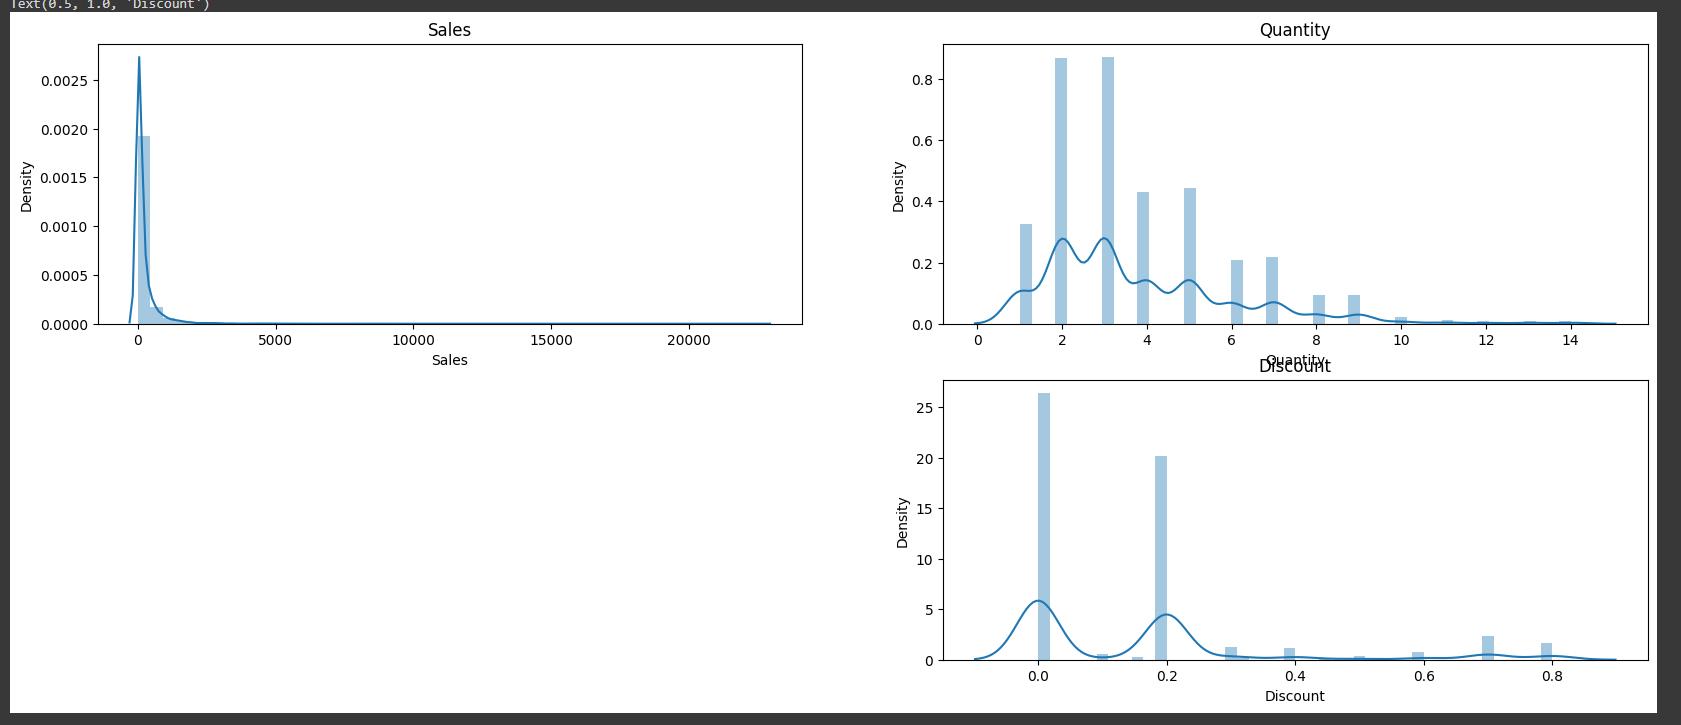 Text(0.5, 1.0, 'Discount')
Sales
0.0025
0.0020
0.0015
0.0010
0.0005
0.0000
Density
0 5000 10000 15000 20000
Sales
Quantity
0.8
0.6
0.4
0.2
0.0
Density
0 2 4 6 8 10 12 14
Quantity
Discount
25
20
15
10
5
0
Density
0.0 0.2 0.4 0.6 0.8
Discount